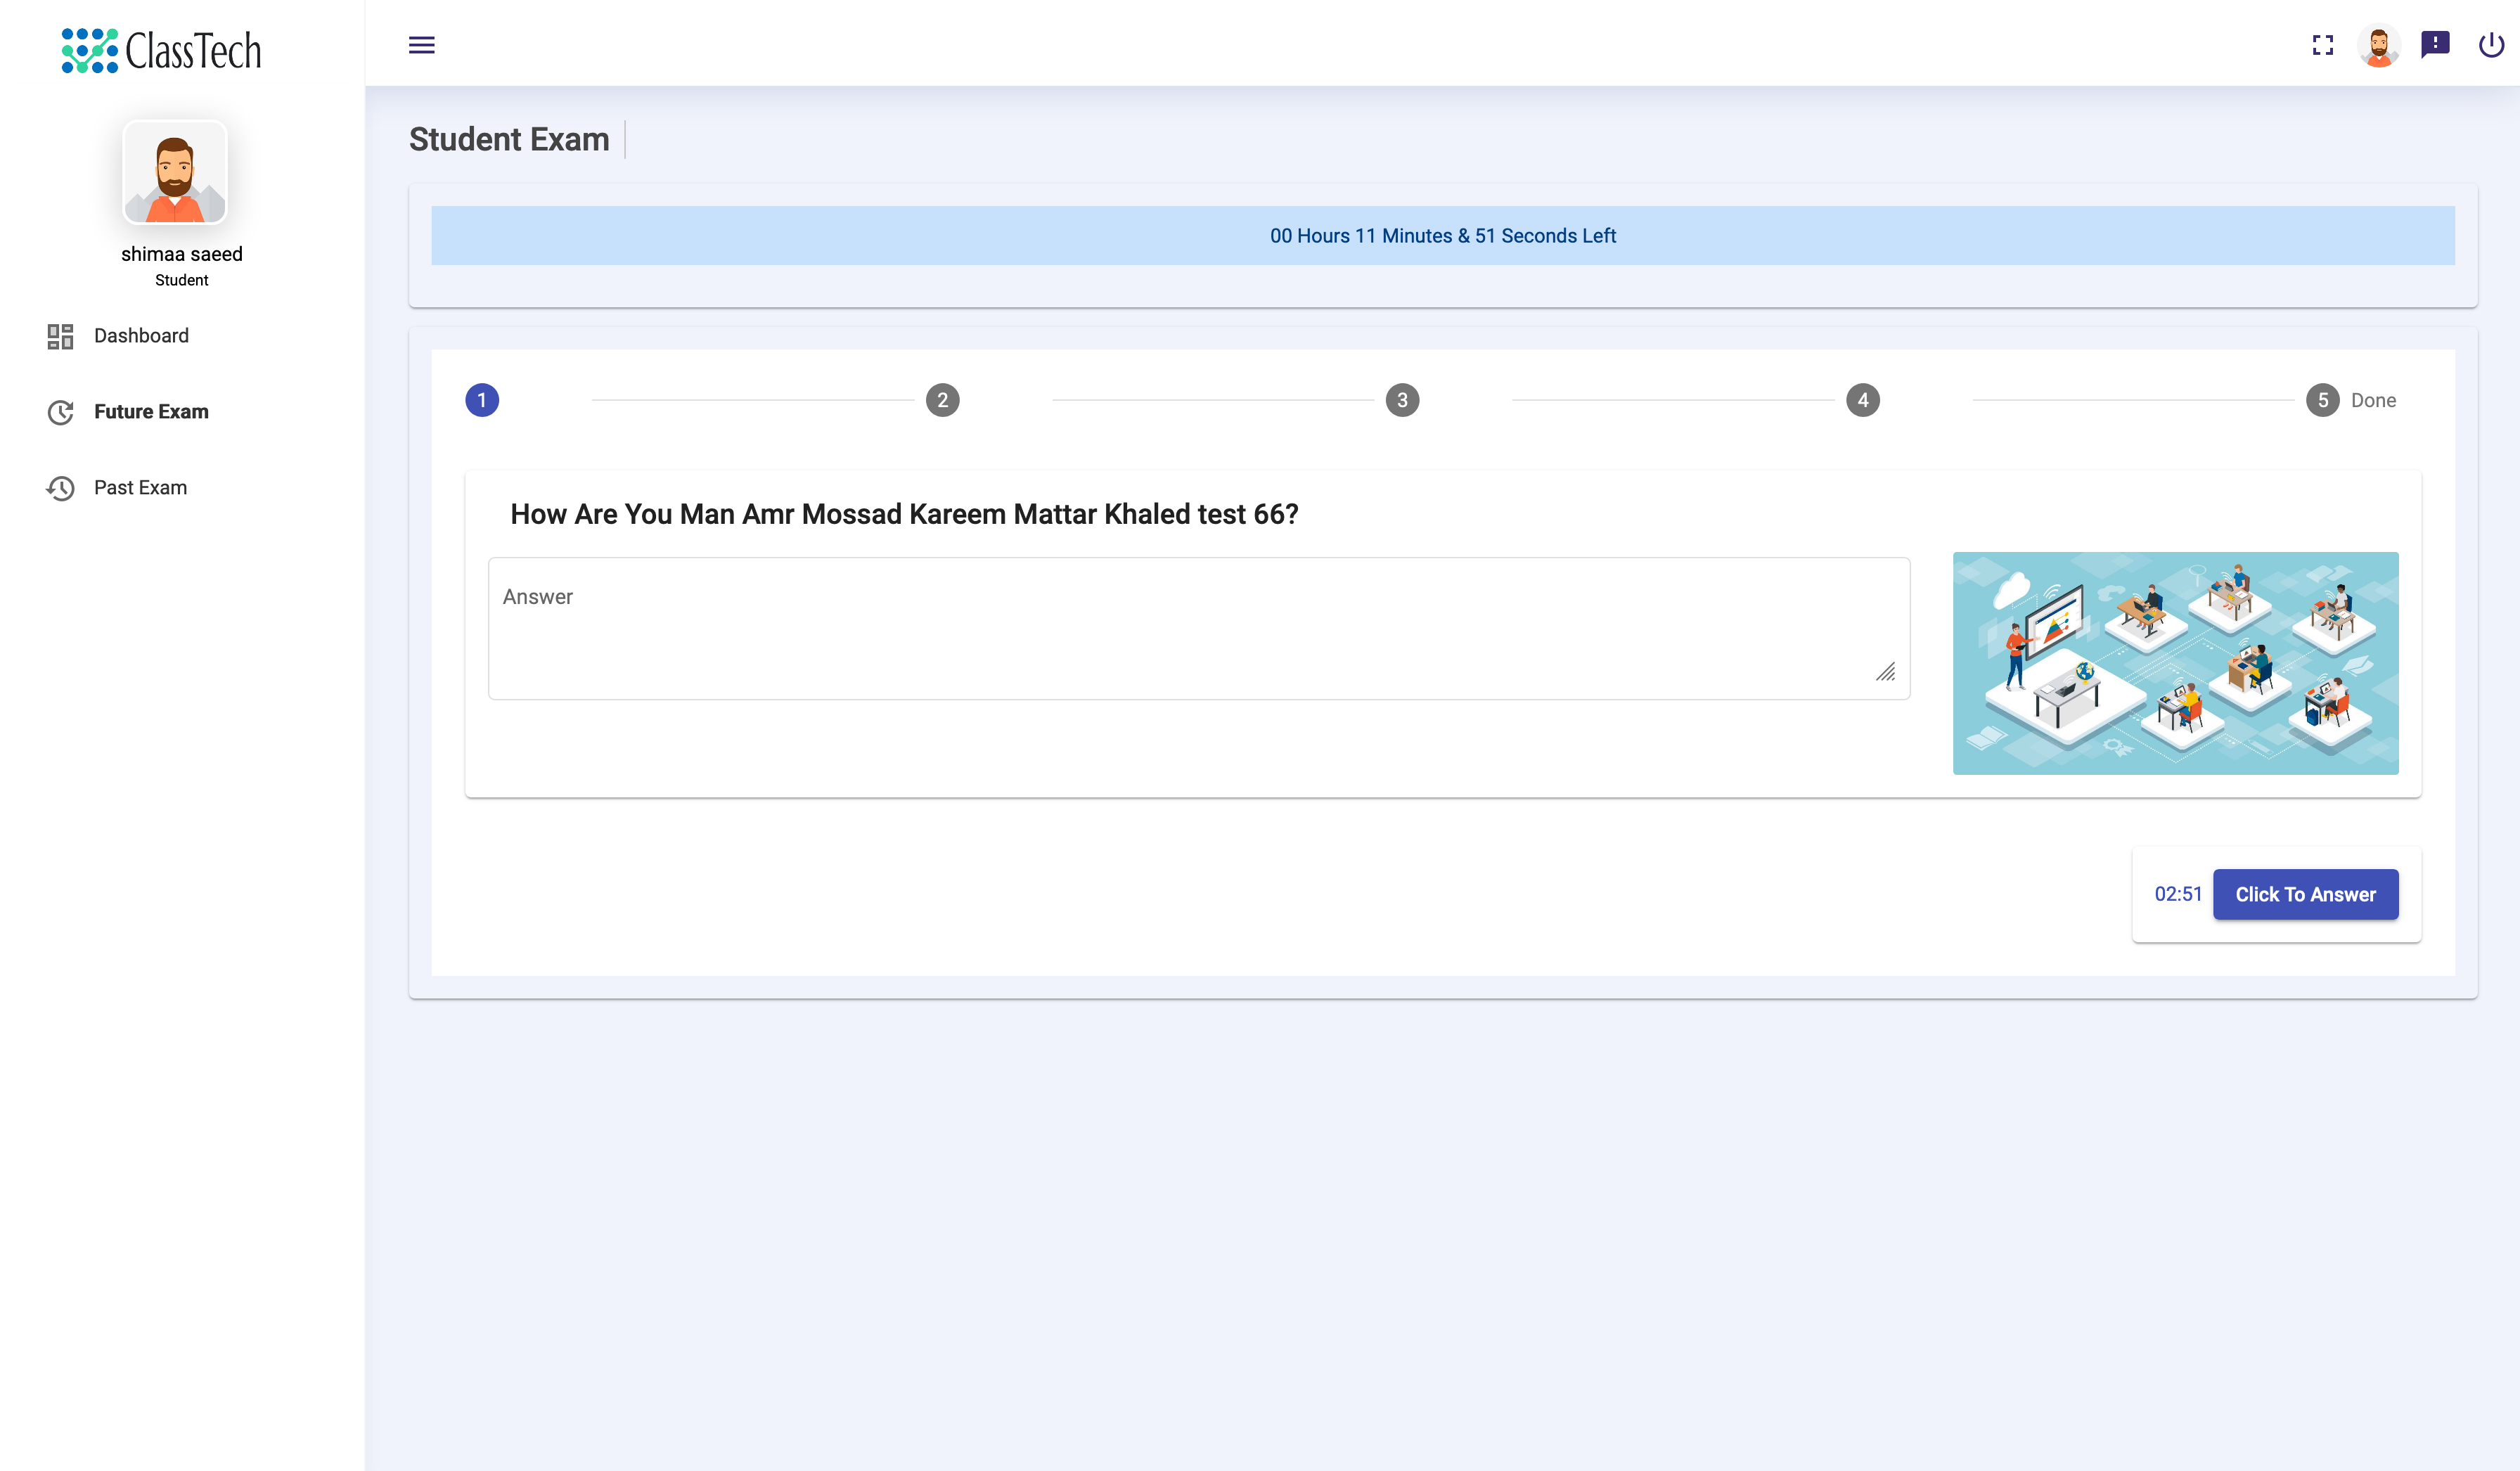 ClassTech
shimaa saeed
Student
Dashboard
Future Exam
Past Exam
Student Exam
00 Hours 11 Minutes & 51 Seconds Left
1 2 3 4 5 Done
How Are You Man Amr Mossad Kareem Mattar Khaled test 66?
Answer
02:51 Click To Answer